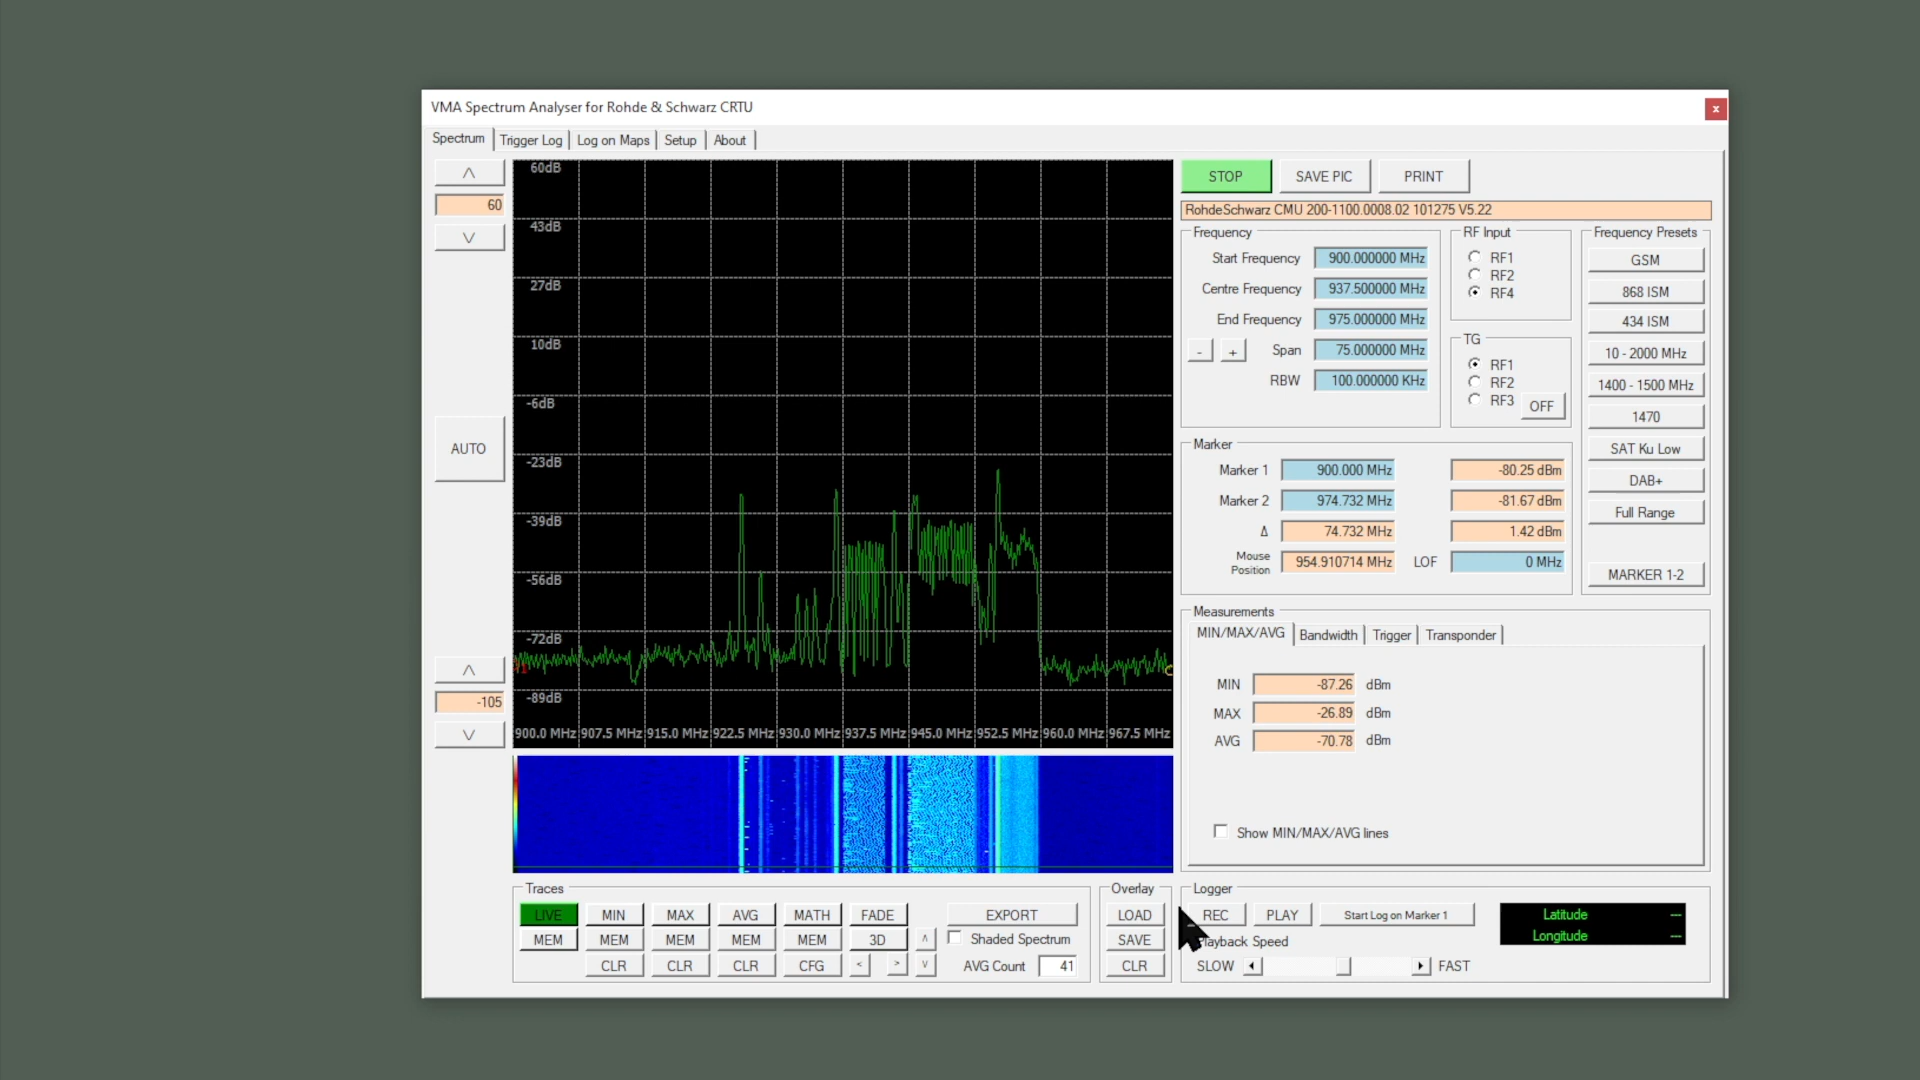 VMA Spectrum Analyser for Rohde & Schwarz CRTU
x
Spectrum Trigger Log Log on Maps Setup About
60
AUTO
-105
60dB
43dB
27dB
10dB
-6dB
-23dB
-39dB
-56dB
-72dB
-89dB
900.0 MHz 907.5 MHz 915.0 MHz 922.5 MHz 930.0 MHz 937.5 MHz 945.0 MHz 952.5 MHz 960.0 MHz 967.5 MHz
STOP SAVE PIC PRINT
RohdeSchwarz CMU 200-1100.0008.02 101275 V5.22
Frequency
Start Frequency 900.000000 MHz
Centre Frequency 937.500000 MHz
End Frequency 975.000000 MHz
- + Span 75.000000 MHz
RBW 100.000000 KHz
RF Input
RF1
RF2
RF4
TG
RF1
RF2
RF3 OFF
Frequency Presets
GSM
868 ISM
434 ISM
10 - 2000 MHz
1400 - 1500 MHz
1470
SAT Ku Low
DAB+
Full Range
MARKER 1-2
Marker
Marker 1 900.000 MHz -80.25 dBm
Marker 2 974.732 MHz -81.67 dBm
Δ 74.732 MHz 1.42 dBm
Mouse
Position 954.910714 MHz LOF 0 MHz
Measurements
MIN/MAX/AVG Bandwidth Trigger Transponder
MIN -87.26 dBm
MAX -26.89 dBm
AVG -70.78 dBm
Show MIN/MAX/AVG lines
Traces
LIVE MIN MAX AVG MATH FADE EXPORT
MEM MEM MEM MEM MEM 3D ^ Shaded Spectrum
CLR CLR CLR CFG < > v AVG Count 41
Overlay
LOAD
SAVE
CLR
Logger
REC PLAY Start Log on Marker 1
Playback Speed
SLOW FAST
Latitude ---
Longitude ---